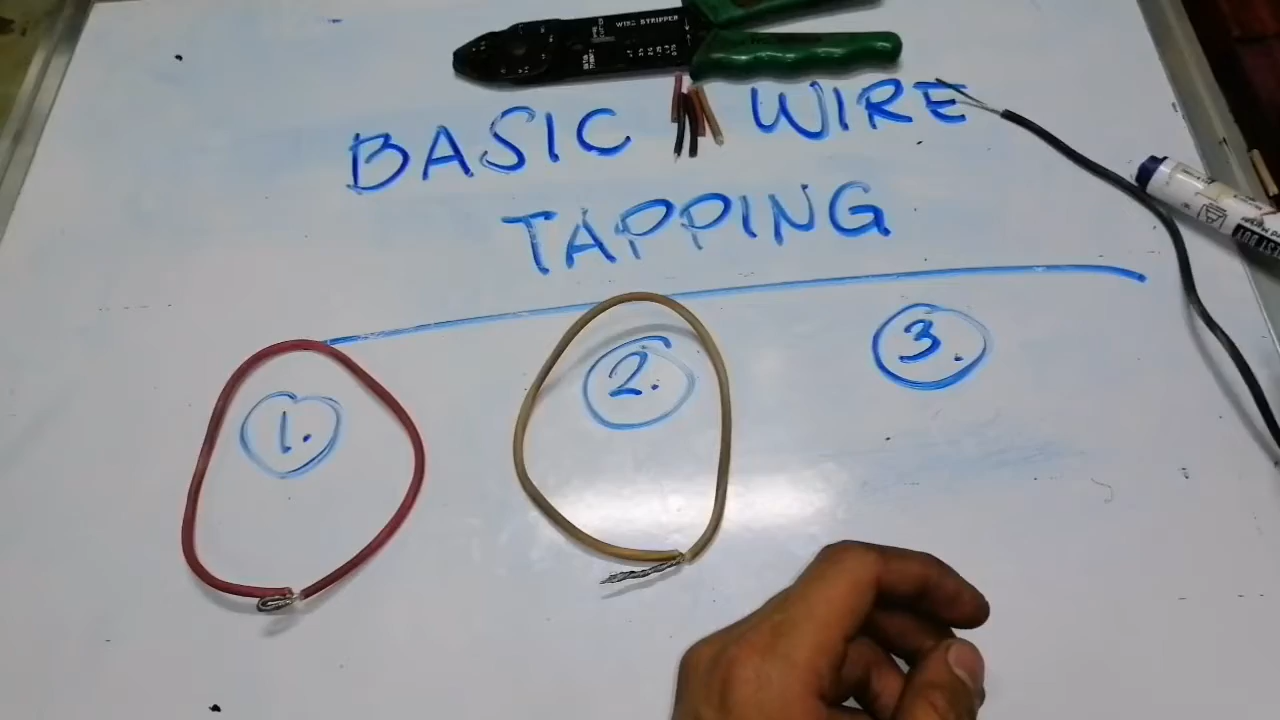 WIRE STRIPPER
BASIC WIRE
TAPPING
1.
2.
3.